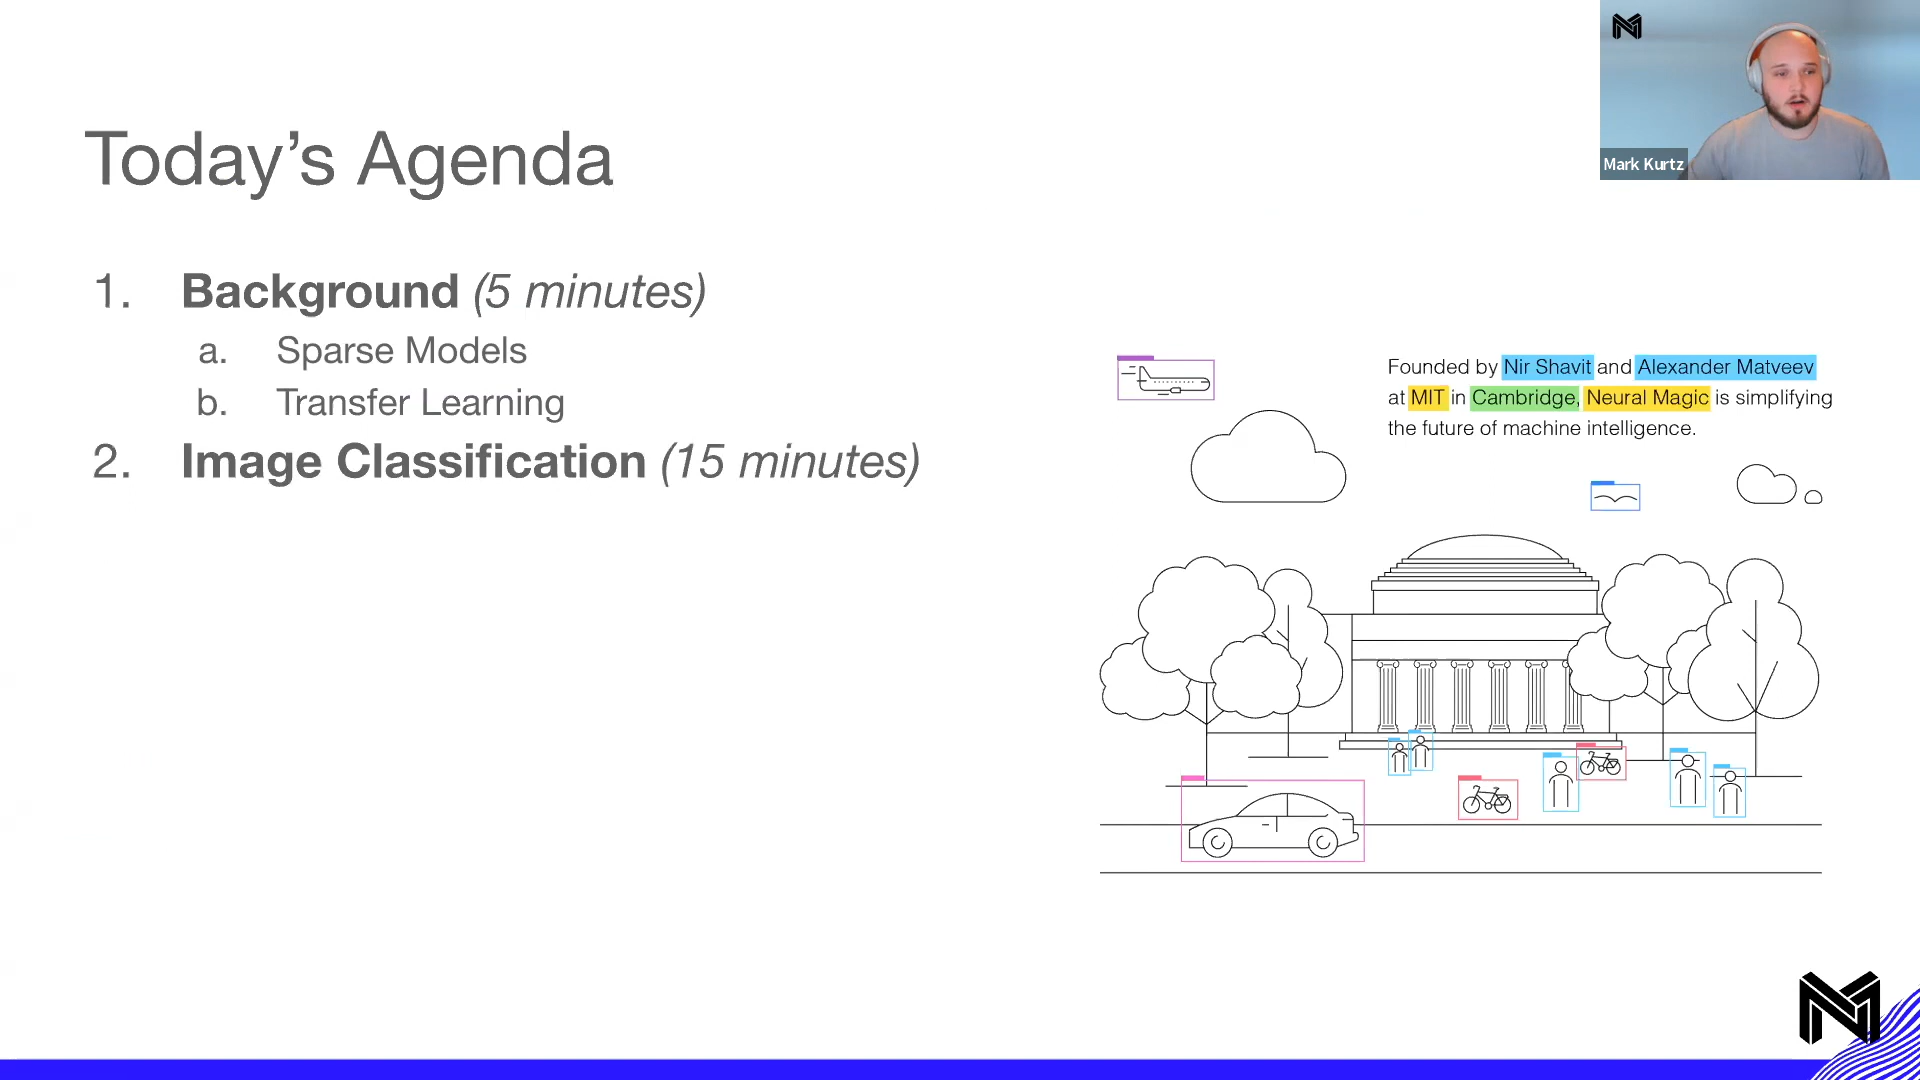 Today's Agenda
1. Background (5 minutes)
a. Sparse Models
b. Transfer Learning
2. Image Classification (15 minutes)
Founded by Nir Shavit and Alexander Matveev
at MIT in Cambridge, Neural Magic is simplifying
the future of machine intelligence.
Mark Kurtz